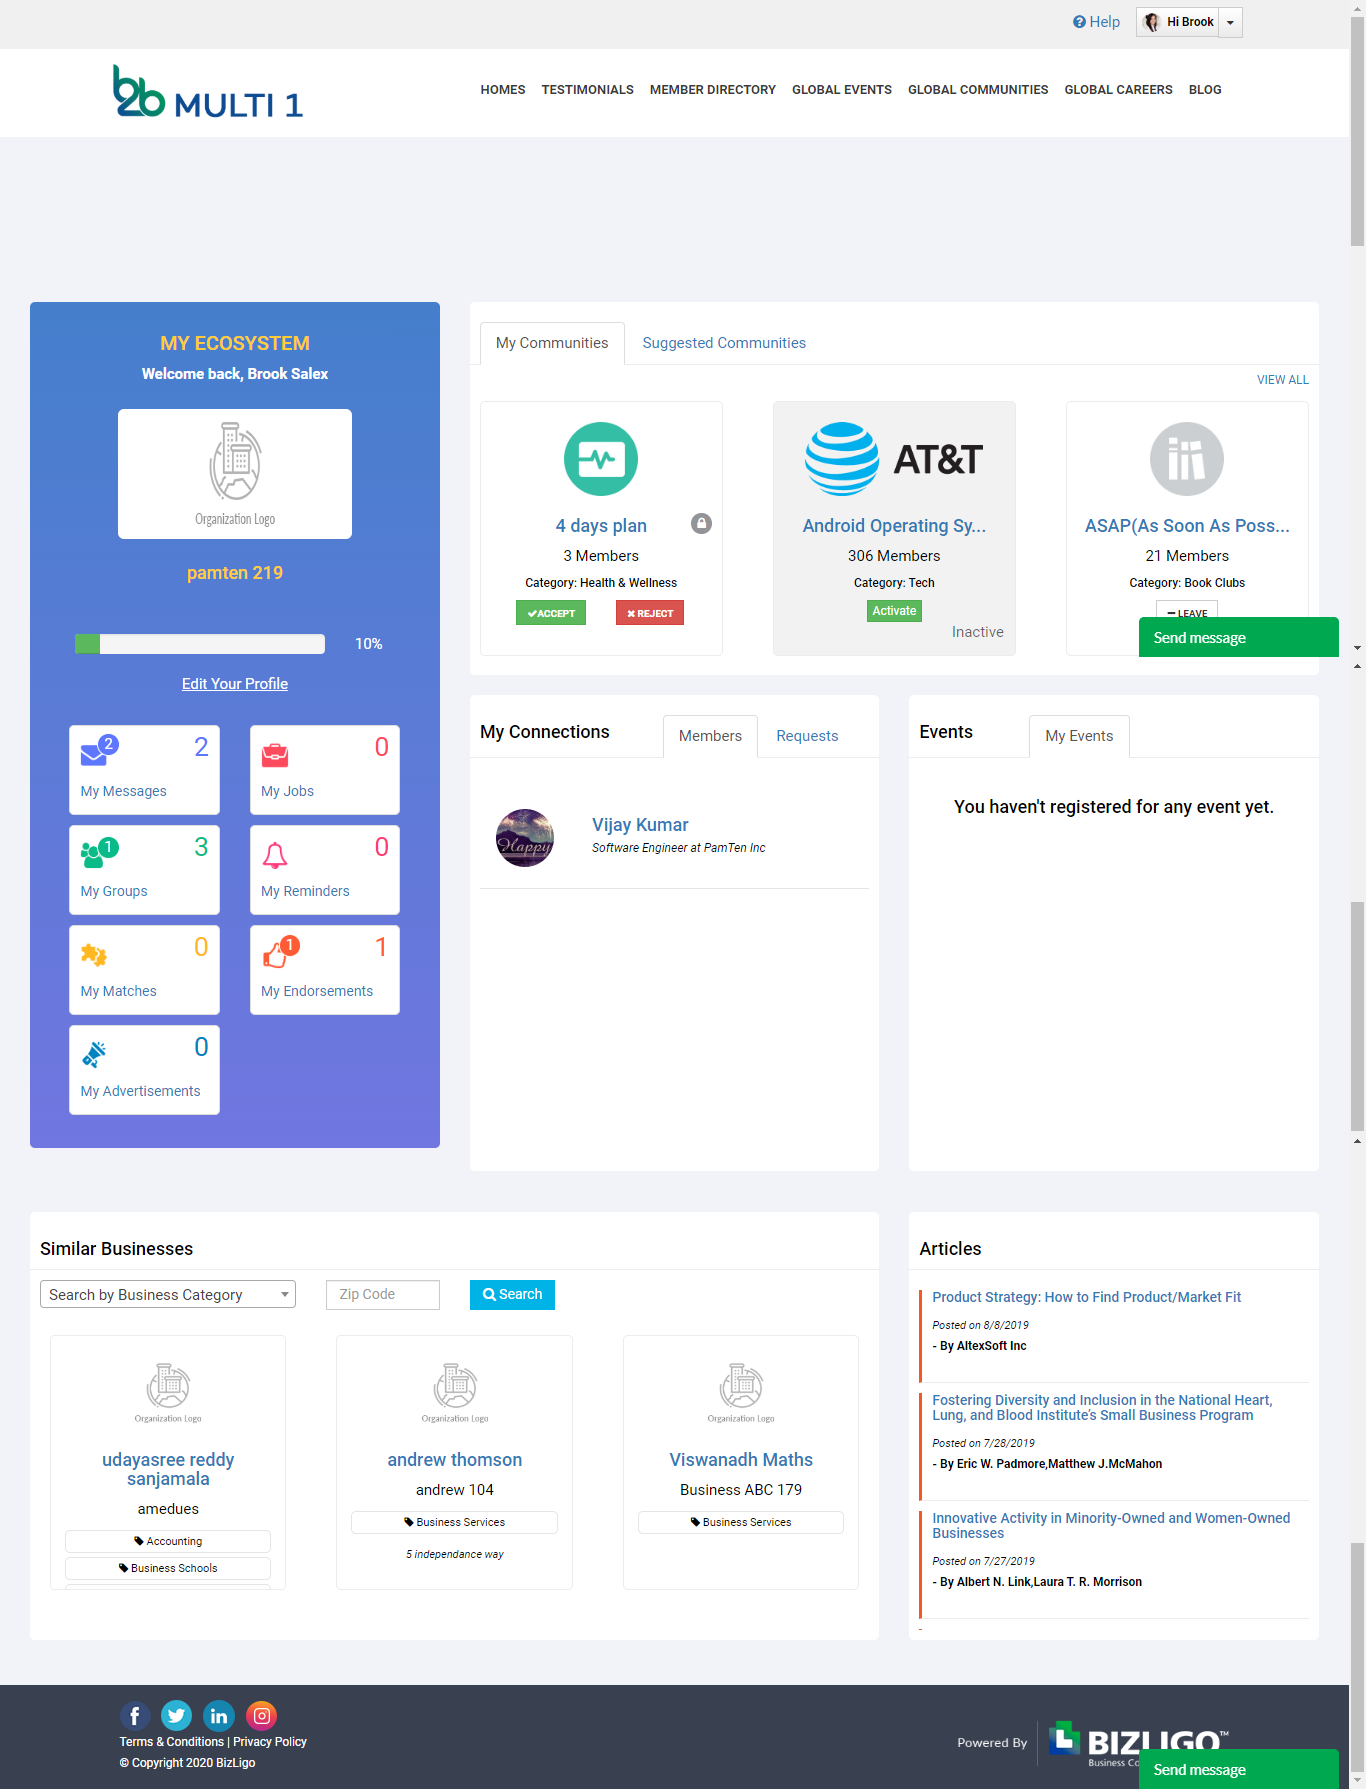 Help
Hi Brook
b2b MULTI 1
HOMES TESTIMONIALS MEMBER DIRECTORY GLOBAL EVENTS GLOBAL COMMUNITIES GLOBAL CAREERS BLOG
MY ECOSYSTEM
Welcome back, Brook Salex
Organization Logo
pamten 219
10%
Edit Your Profile
2
2
My Messages
0
My Jobs
1
3
My Groups
0
My Reminders
0
My Matches
1
1
My Endorsements
0
My Advertisements
My Communities
Suggested Communities
VIEW ALL
4 days plan
3 Members
Category: Health & Wellness
ACCEPT
REJECT
AT&T
Android Operating Sy...
306 Members
Category: Tech
Activate
Inactive
ASAP(As Soon As Poss...
21 Members
Category: Book Clubs
LEAVE
Send message
My Connections
Members
Requests
Happy
Vijay Kumar
Software Engineer at PamTen Inc
Events
My Events
You haven't registered for any event yet.
Similar Businesses
Search by Business Category
Zip Code
Search
Organization Logo
udayasree reddy
sanjamala
amedues
Accounting
Business Schools
Organization Logo
andrew thomson
andrew 104
Business Services
5 independance way
Organization Logo
Viswanadh Maths
Business ABC 179
Business Services
Articles
Product Strategy: How to Find Product/Market Fit
Posted on 8/8/2019
- By AltexSoft Inc
Fostering Diversity and Inclusion in the National Heart,
Lung, and Blood Institute's Small Business Program
Posted on 7/28/2019
- By Eric W. Padmore,Matthew J.McMahon
Innovative Activity in Minority-Owned and Women-Owned
Businesses
Posted on 7/27/2019
- By Albert N. Link,Laura T. R. Morrison
Terms & Conditions | Privacy Policy
© Copyright 2020 BizLigo
Powered By
BIZLIGO™
Business
Send message